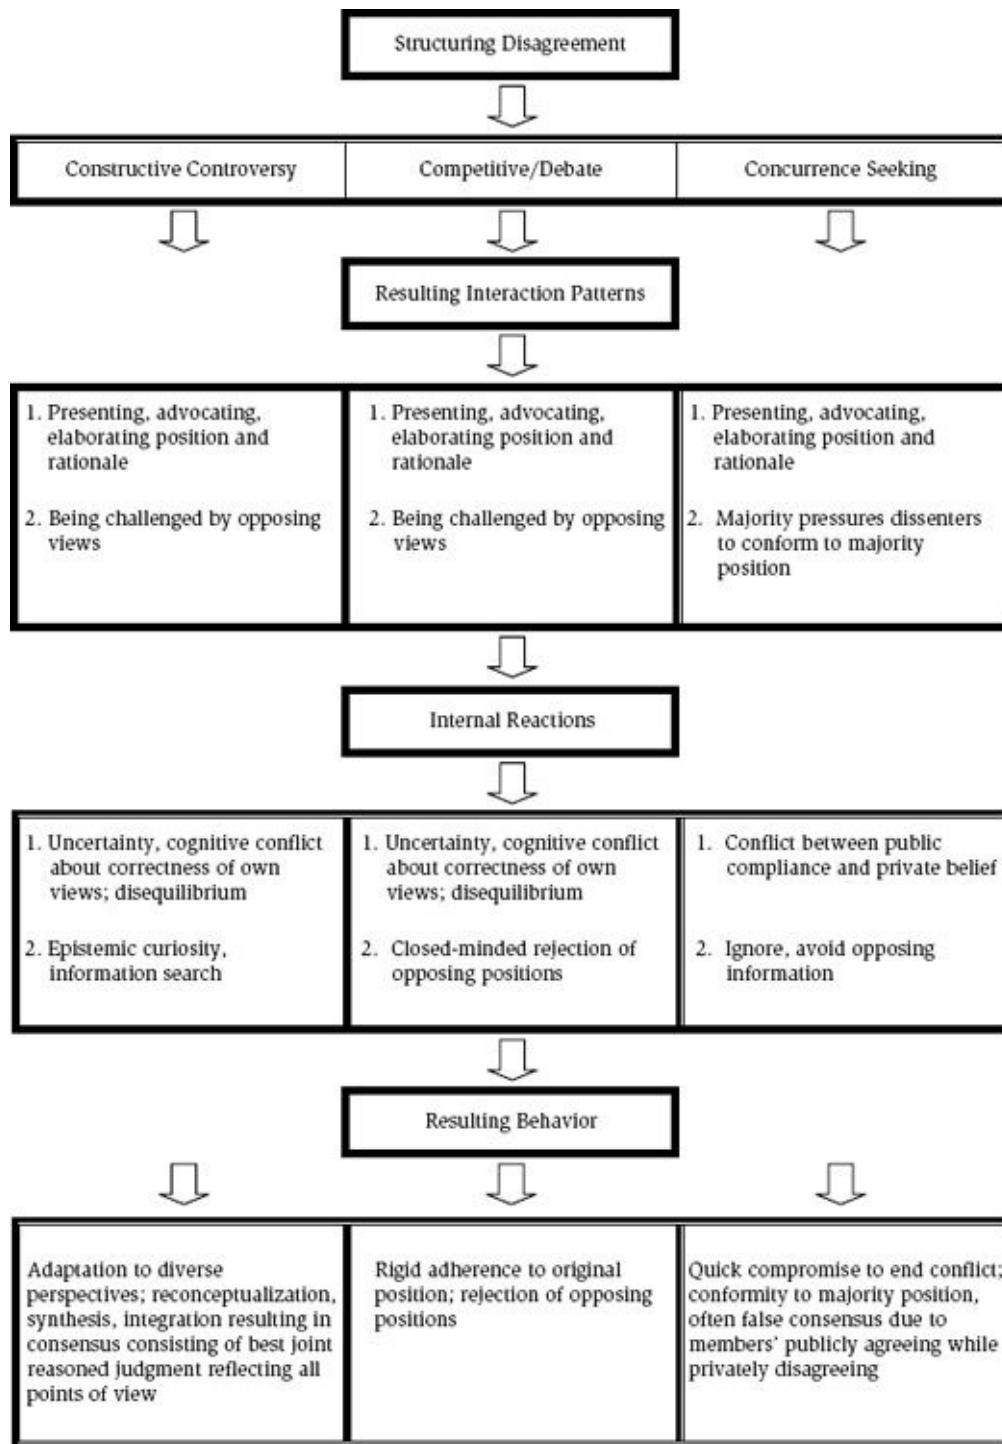 Structuring Disagreement
Constructive Controversy
Competitive/Debate
Concurrence Seeking
Resulting Interaction Patterns
1. Presenting, advocating,
elaborating position and
rationale
2. Being challenged by opposing
views
1. Presenting, advocating,
elaborating position and
rationale
2. Being challenged by opposing
views
1. Presenting, advocating,
elaborating position and
rationale
2. Majority pressures dissenters
to conform to majority
position
Internal Reactions
1. Uncertainty, cognitive conflict
about correctness of own
views; disequilibrium
2. Epistemic curiosity,
information search
1. Uncertainty, cognitive conflict
about correctness of own
views; disequilibrium
2. Closed-minded rejection of
opposing positions
1. Conflict between public
compliance and private belief
2. Ignore, avoid opposing
information
Resulting Behavior
Adaptation to diverse
perspectives; reconceptualization,
synthesis, integration resulting in
consensus consisting of best joint
reasoned judgment reflecting all
points of view
Rigid adherence to original
position; rejection of opposing
positions
Quick compromise to end conflict;
conformity to majority position,
often false consensus due to
members' publicly agreeing while
privately disagreeing